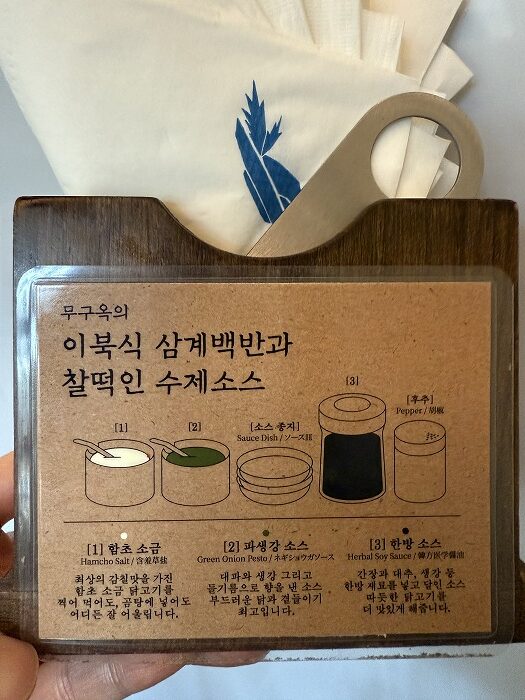 무구옥의
이북식 삼계백반과
찰떡인 수제소스
[1]
[2]
[소스 종지]
Sauce Dish / ソース皿
[3]
[후추]
Pepper / 胡椒
[1] 함초 소금
Hamcho Salt / 含羞草盐
최상의 감칠맛을 가진
함초 소금 닭고기를
찍어 먹어도, 곰탕에 넣어도
어디든 잘 어울립니다.
[2] 파생강 소스
Green Onion Pesto / ネギショウガソース
대파와 생강 그리고
들기름으로 향을 낸 소스
부드러운 닭과 곁들이기
최고입니다.
[3] 한방 소스
Herbal Soy Sauce / 韓方医学醤油
간장과 대추, 생강 등
한방 재료를 넣고 달인 소스
따뜻한 닭고기를
더 맛있게 해줍니다.